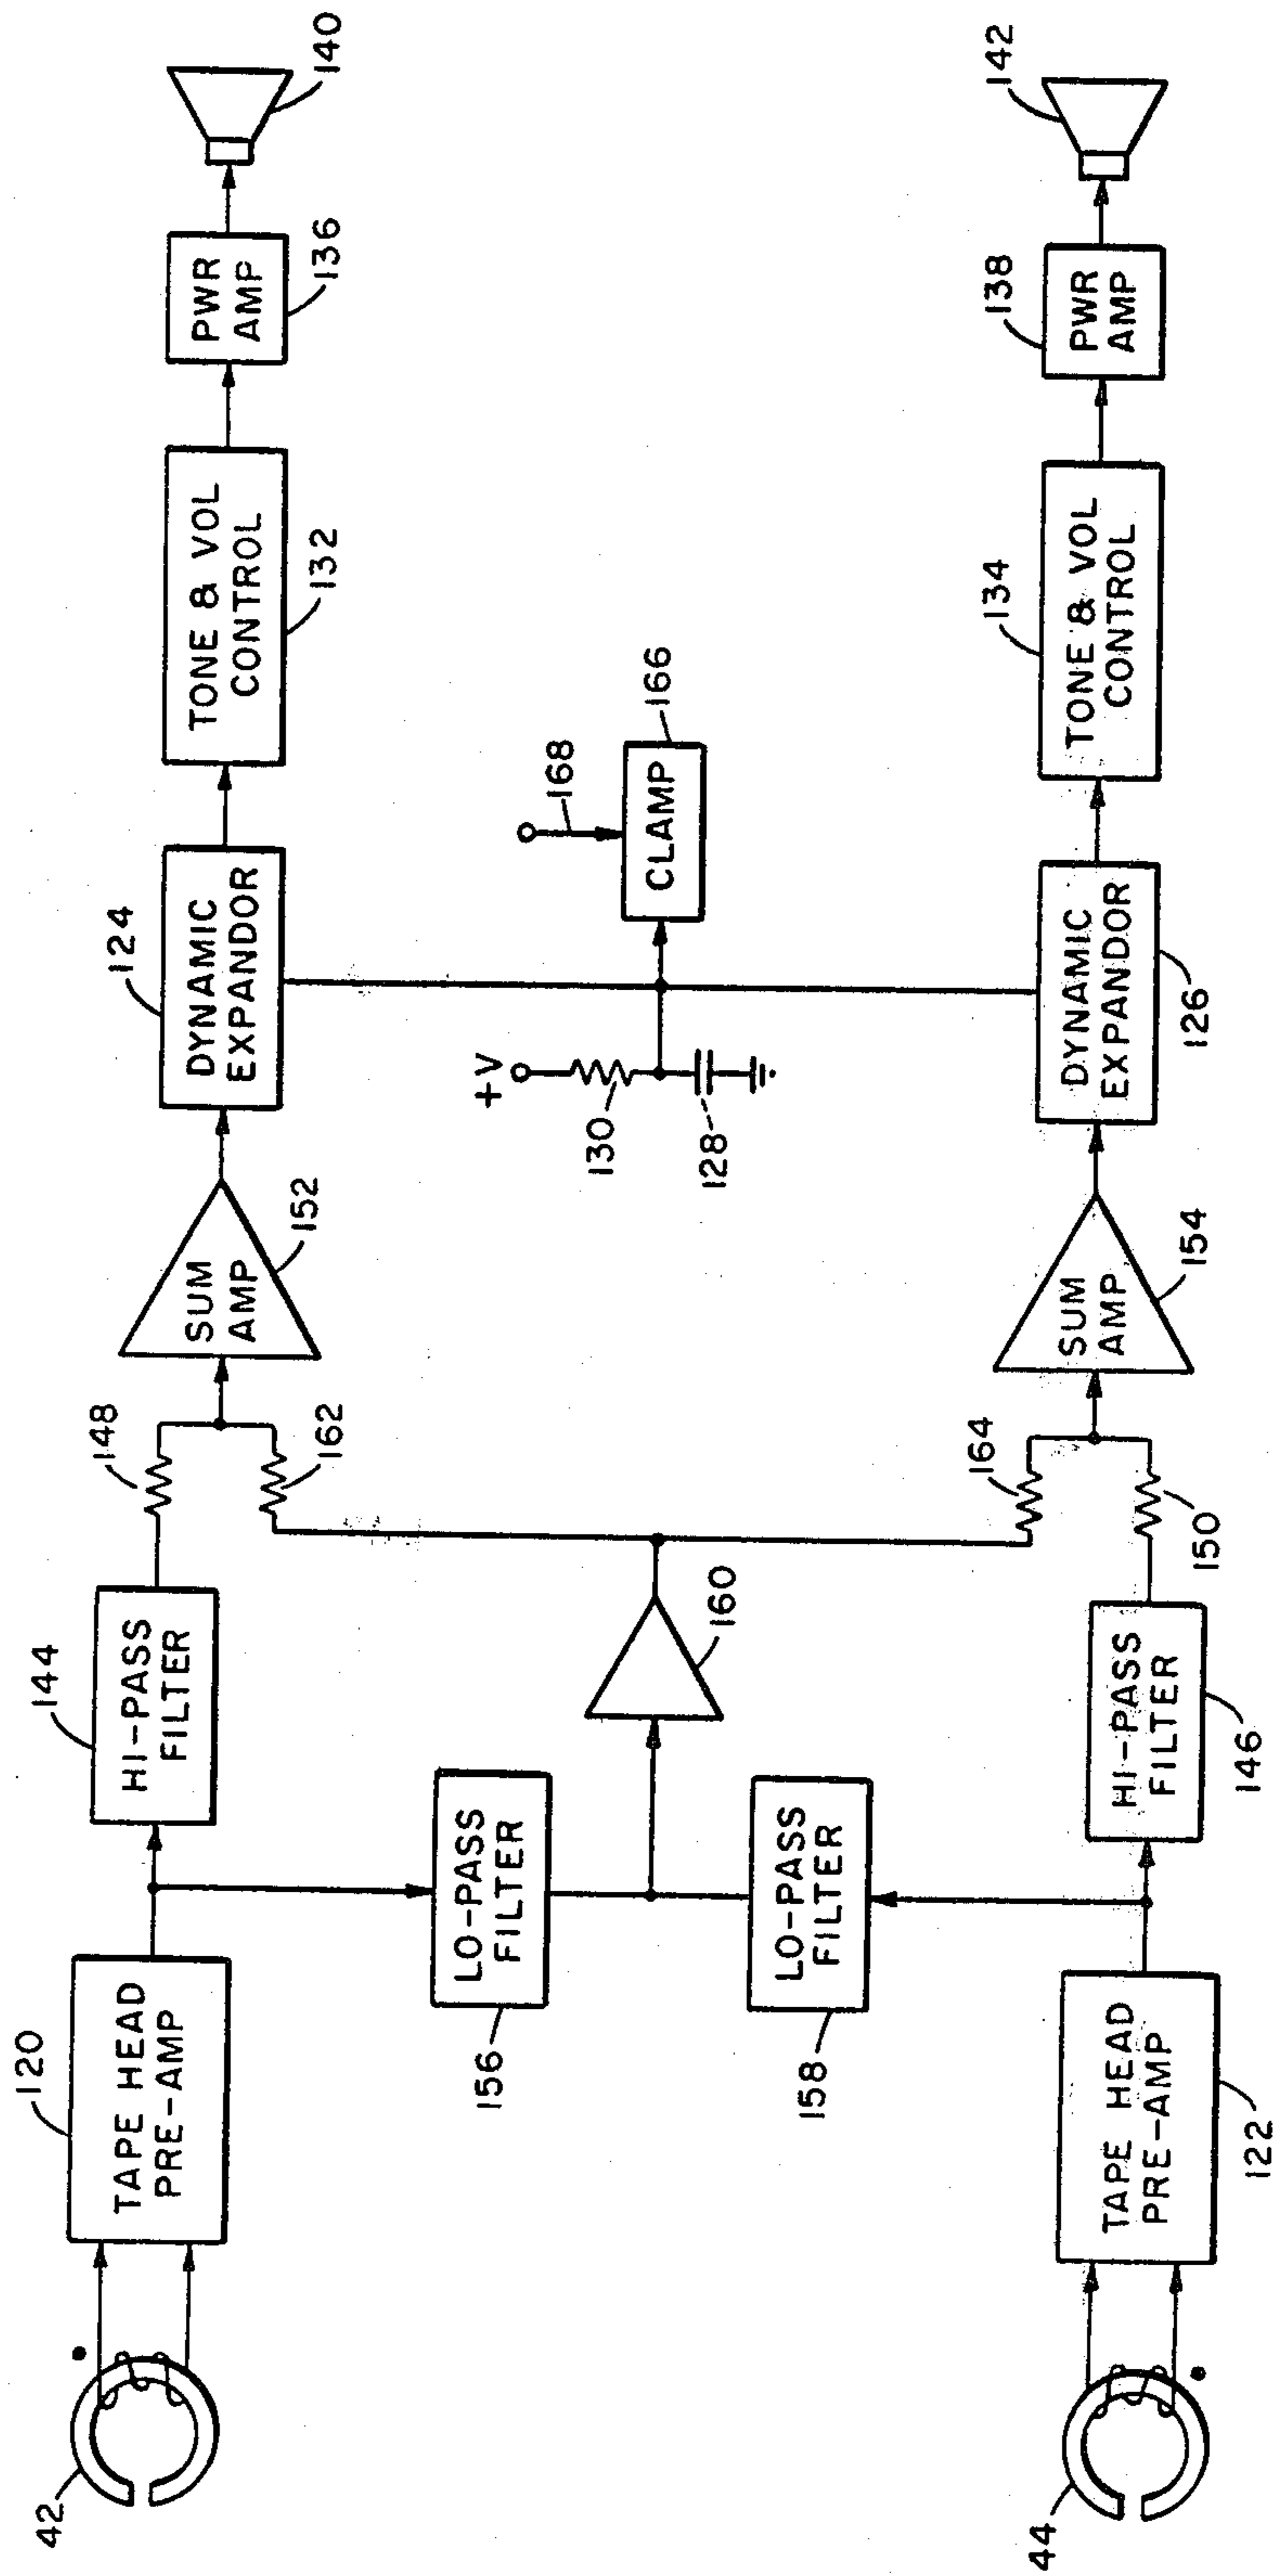 42
120
TAPE HEAD
PRE-AMP
144
HI-PASS
FILTER
148
162
SUM
AMP
152
124
DYNAMIC
EXPANDOR
TONE & VOL
CONTROL
132
PWR
AMP
136
140
156
LO-PASS
FILTER
158
LO-PASS
FILTER
160
+V
130
128
168
CLAMP
166
44
TAPE HEAD
PRE-AMP
122
HI-PASS
FILTER
146
164
150
SUM
AMP
154
DYNAMIC
EXPANDOR
126
134
TONE & VOL
CONTROL
138
PWR
AMP
142